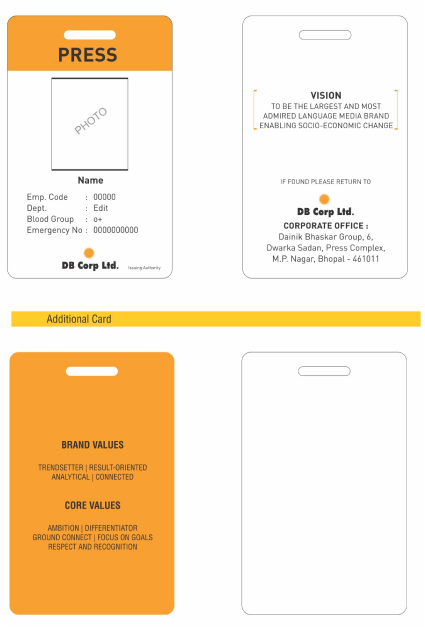 PRESS
PHOTO
Name
Emp. Code : 00000
Dept. : Edit
Blood Group : o+
Emergency No : 0000000000
DB Corp Ltd.
Issuing Authority
VISION
TO BE THE LARGEST AND MOST
ADMIRED LANGUAGE MEDIA BRAND
ENABLING SOCIO-ECONOMIC CHANGE
IF FOUND PLEASE RETURN TO
DB Corp Ltd.
CORPORATE OFFICE :
Dainik Bhaskar Group, 6,
Dwarka Sadan, Press Complex,
M.P. Nagar, Bhopal - 461011
Additional Card
BRAND VALUES
TRENDSETTER | RESULT-ORIENTED
ANALYTICAL | CONNECTED
CORE VALUES
AMBITION | DIFFERENTIATOR
GROUND CONNECT | FOCUS ON GOALS
RESPECT AND RECOGNITION